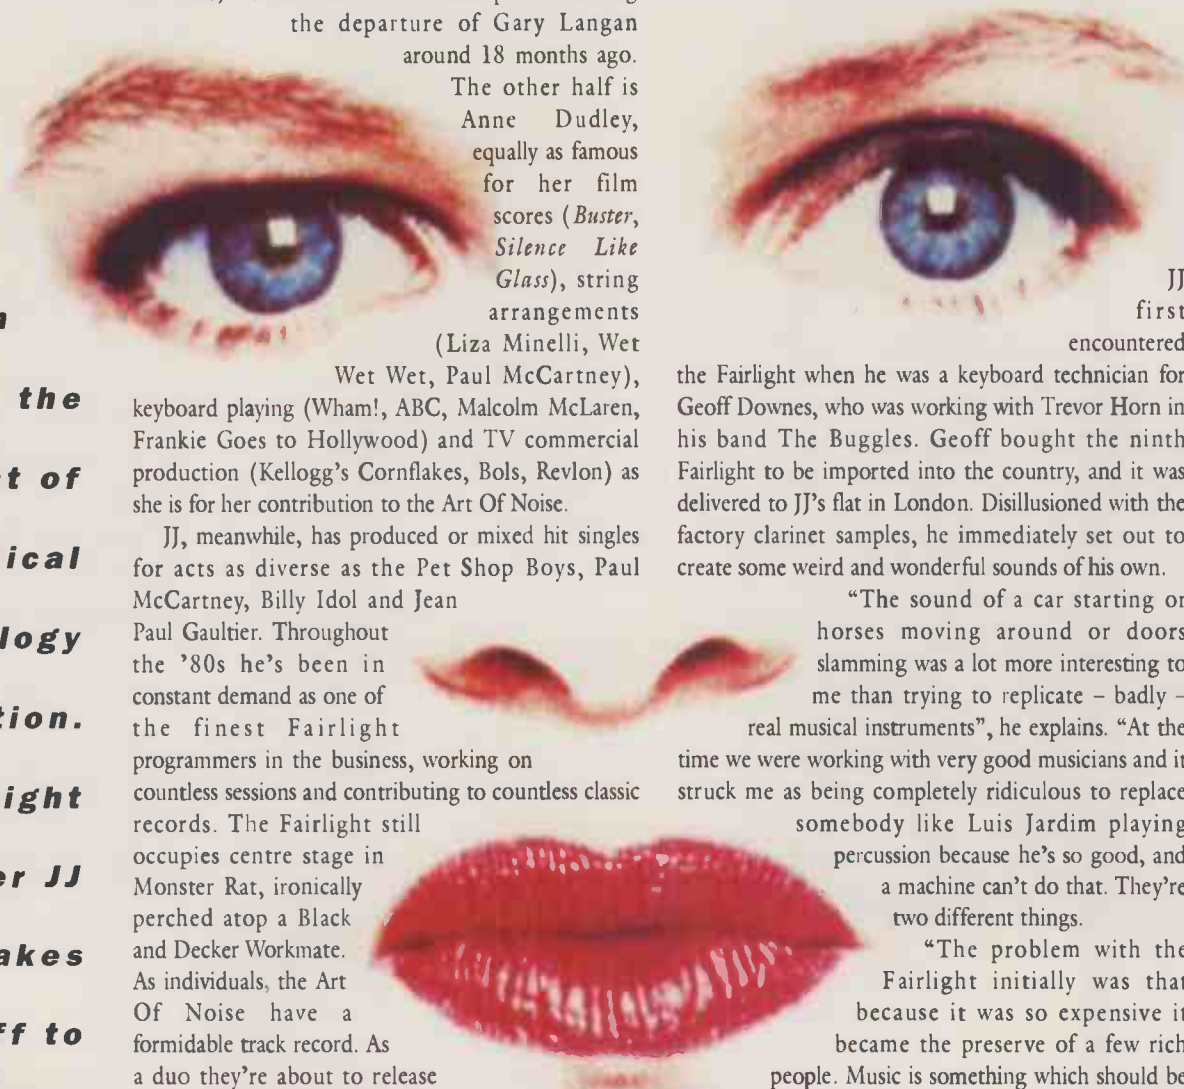 the departure of Gary Langan
around 18 months ago.
The other half is
Anne Dudley,
equally as famous
for her film
scores (Buster,
Silence Like
Glass), string
arrangements
(Liza Minelli, Wet
Wet Wet, Paul McCartney),
keyboard playing (Wham!, ABC, Malcolm McLaren,
Frankie Goes to Hollywood) and TV commercial
production (Kellogg's Cornflakes, Bols, Revlon) as
she is for her contribution to the Art Of Noise.
JJ, meanwhile, has produced or mixed hit singles
for acts as diverse as the Pet Shop Boys, Paul
McCartney, Billy Idol and Jean
Paul Gaultier. Throughout
the '80s he's been in
constant demand as one of
the finest Fairlight
programmers in the business, working on
countless sessions and contributing to countless classic
records. The Fairlight still
occupies centre stage in
Monster Rat, ironically
perched atop a Black
and Decker Workmate.
As individuals, the Art
Of Noise have a
formidable track record. As
a duo they're about to release
JJ
first
encountered
the Fairlight when he was a keyboard technician for
Geoff Downes, who was working with Trevor Horn in
his band The Buggles. Geoff bought the ninth
Fairlight to be imported into the country, and it was
delivered to JJ's flat in London. Disillusioned with the
factory clarinet samples, he immediately set out to
create some weird and wonderful sounds of his own.
"The sound of a car starting or
horses moving around or doors
slamming was a lot more interesting to
me than trying to replicate – badly –
real musical instruments", he explains. "At the
time we were working with very good musicians and it
struck me as being completely ridiculous to replace
somebody like Luis Jardim playing
percussion because he's so good, and
a machine can't do that. They're
two different things.
"The problem with the
Fairlight initially was that
because it was so expensive it
became the preserve of a few rich
people. Music is something which should be
the
of
JJ
to